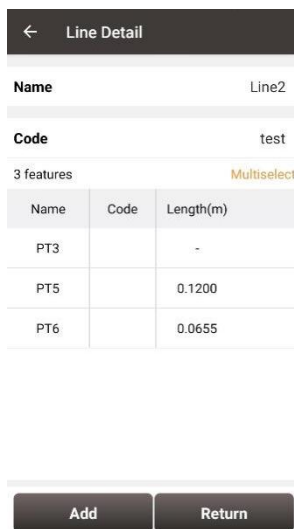 Line Detail
Name Line2
Code test
3 features Multiselect
Name Code Length(m)
PT3 -
PT5 0.1200
PT6 0.0655
Add Return